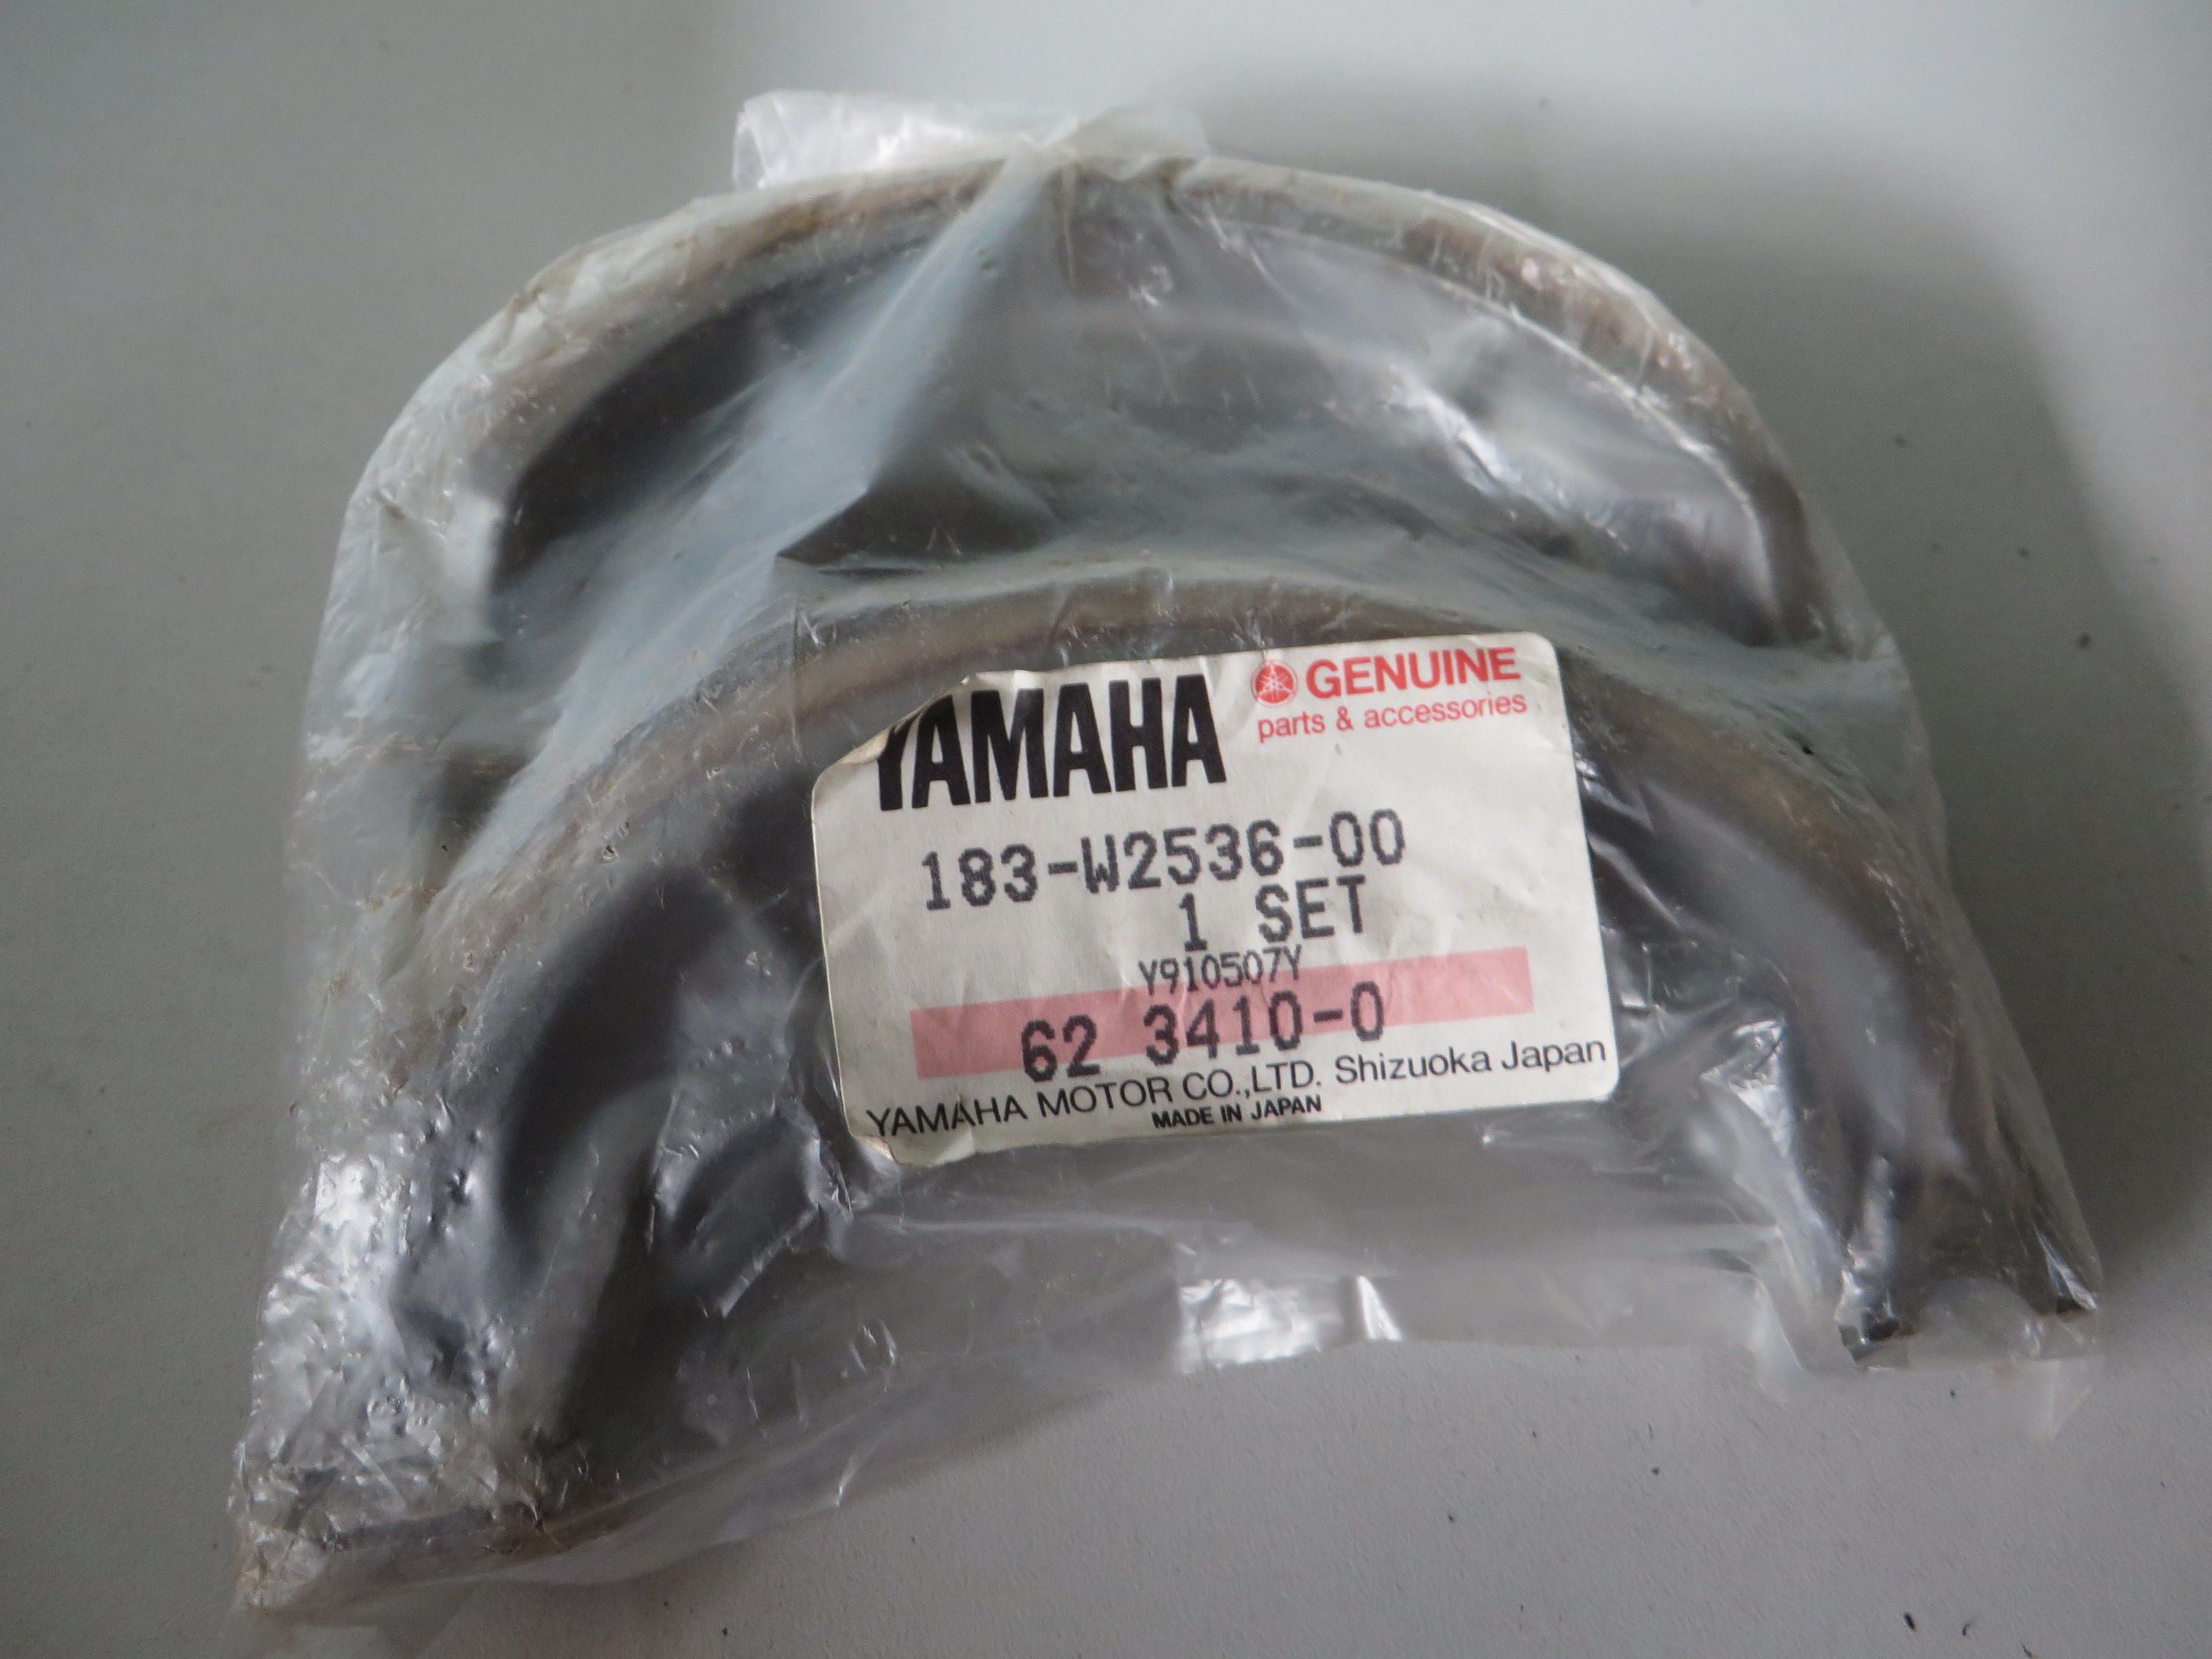 YAMAHA GENUINE
parts & accessories
183-W2536-00
1 SET
Y910507Y
62 3410-0
YAMAHA MOTOR CO.,LTD. Shizuoka Japan
MADE IN JAPAN